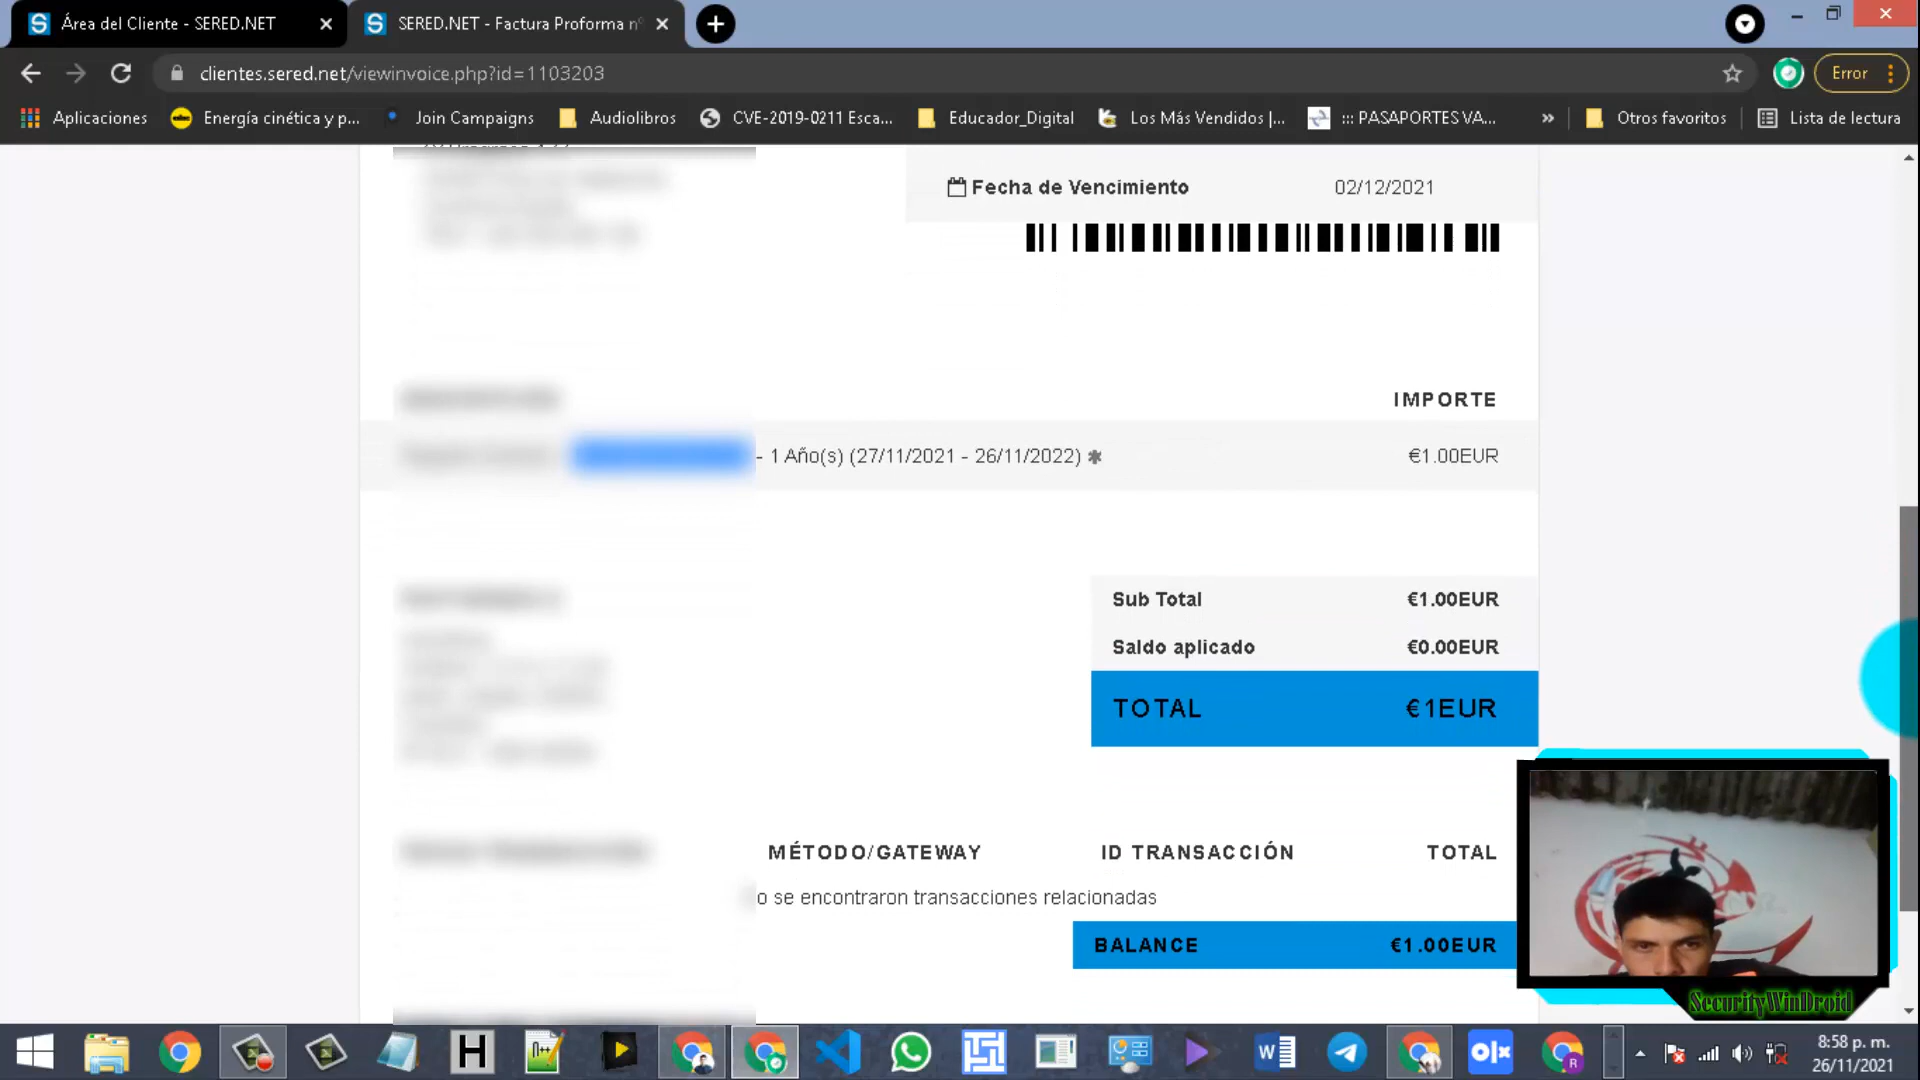 Área del Cliente - SERED.NET
SERED.NET - Factura Proforma nº
clientes.sered.net/viewinvoice.php?id=1103203
Error
Aplicaciones
Energía cinética y p...
Join Campaigns
Audiolibros
CVE-2019-0211 Esca...
Educador_Digital
Los Más Vendidos |...
::: PASAPORTES VA...
»
Otros favoritos
Lista de lectura
Fecha de Vencimiento 02/12/2021
IMPORTE
- 1 Año(s) (27/11/2021 - 26/11/2022) * €1.00EUR
Sub Total €1.00EUR
Saldo aplicado €0.00EUR
TOTAL €1EUR
MÉTODO/GATEWAY ID TRANSACCIÓN TOTAL
o se encontraron transacciones relacionadas
BALANCE €1.00EUR
SecurityWinDroid
8:58 p. m.
26/11/2021